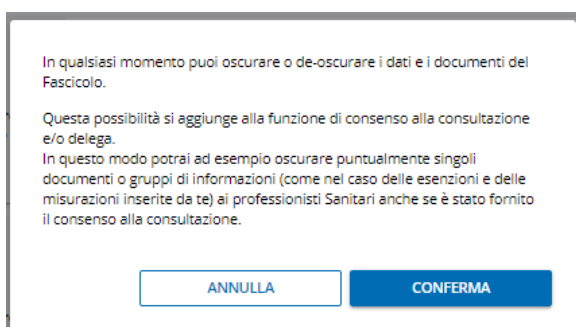 In qualsiasi momento puoi oscurare o de-oscurare i dati e i documenti del
Fascicolo.
Questa possibilità si aggiunge alla funzione di consenso alla consultazione
e/o delega.
In questo modo potrai ad esempio oscurare puntualmente singoli
documenti o gruppi di informazioni (come nel caso delle esenzioni e delle
misurazioni inserite da te) ai professionisti Sanitari anche se è stato fornito
il consenso alla consultazione.
ANNULLA CONFERMA